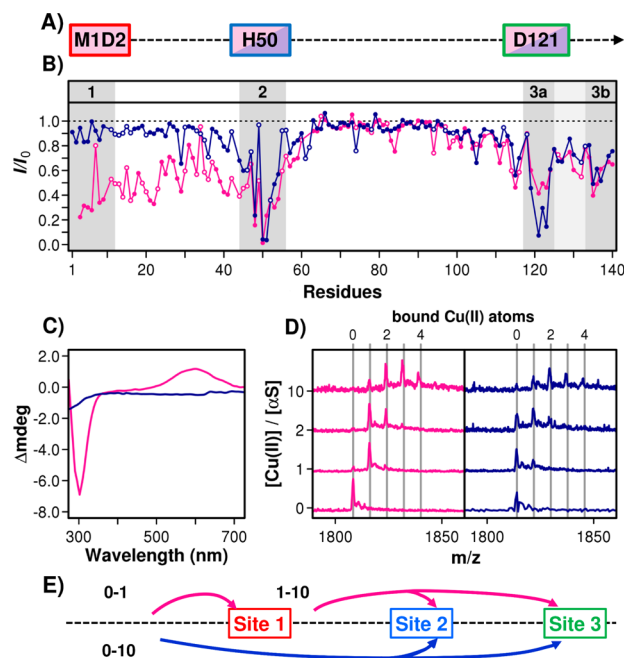 A)
M1D2 H50 D121
B)
1 2 3a 3b
I/I0
1.0
0.8
0.6
0.4
0.2
0.0
1 20 40 60 80 100 120 140
Residues
C)
Δmdeg
2.0
0.0
-2.0
-4.0
-6.0
-8.0
300 500 700
Wavelength (nm)
D)
bound Cu(II) atoms
0 2 4 0 2 4
[Cu(II)] / [αS]
10
2
1
0
1800 1850 1800 1850
m/z
E)
0-1 1-10
Site 1 Site 2 Site 3
0-10